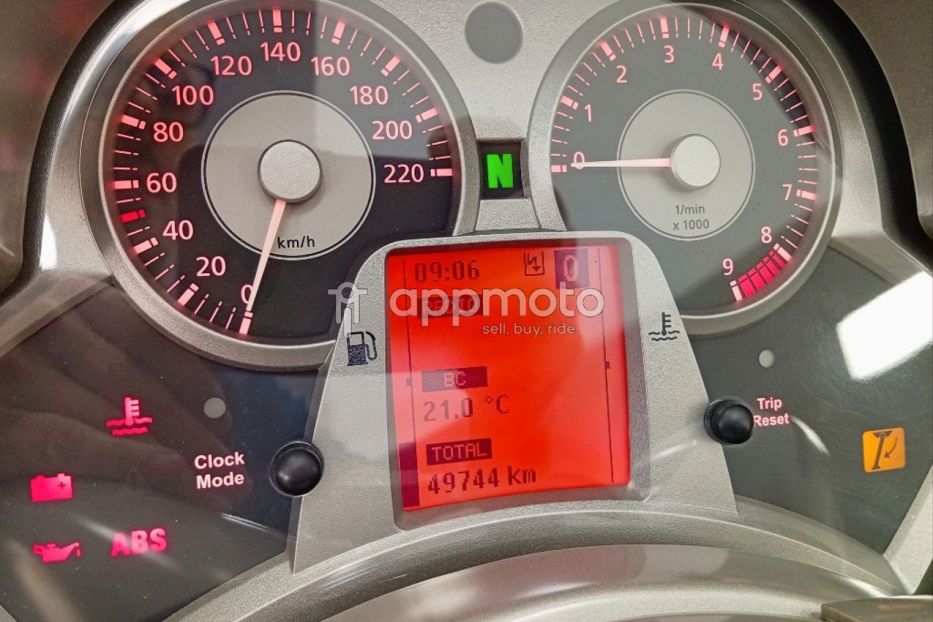 0
20
40
60
80
100
120
140
160
180
200
220
km/h
N
0
1
2
3
4
5
6
7
8
9
1/min
x 1000
09:06
0
appmoto
sell, buy, ride.
BC
21.0 °C
TOTAL
49744 km
Clock
Mode
Trip
Reset
ABS